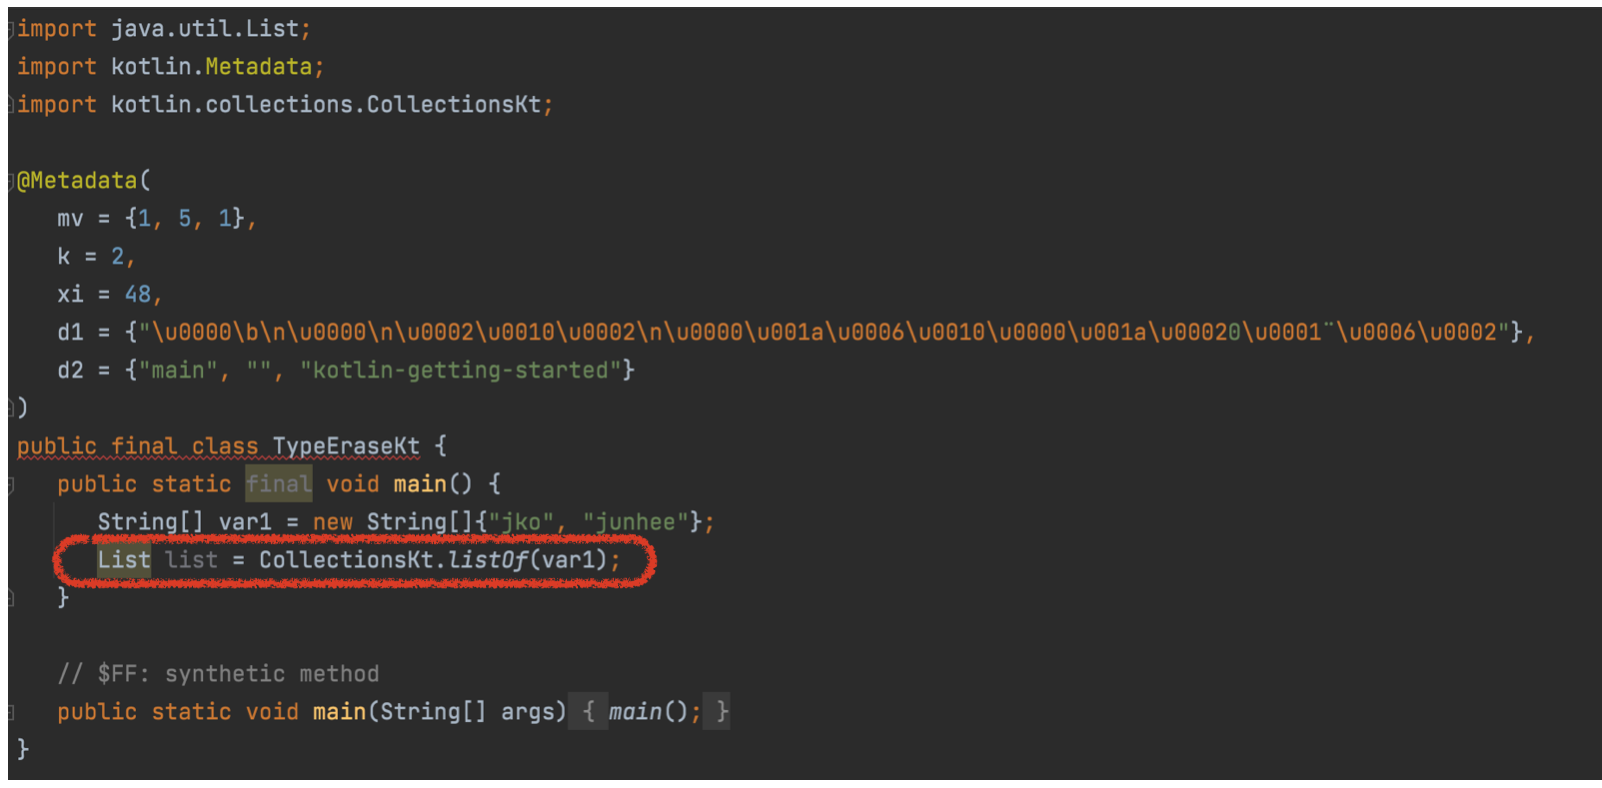 import java.util.List;
import kotlin.Metadata;
import kotlin.collections.CollectionsKt;
@Metadata(
mv = {1, 5, 1},
k = 2,
xi = 48,
d1 = {"\u0000\b\n\u0000\n\u0002\u0010\u0002\n\u0000\u001a\u0006\u0010\u0000\u001a\u00020\u0001¨\u0006\u0002"},
d2 = {"main", "", "kotlin-getting-started"}
)
public final class TypeEraseKt {
public static final void main() {
String[] var1 = new String[]{"jko", "junhee"};
List list = CollectionsKt.listOf(var1);
}
// $FF: synthetic method
public static void main(String[] args) { main(); }
}